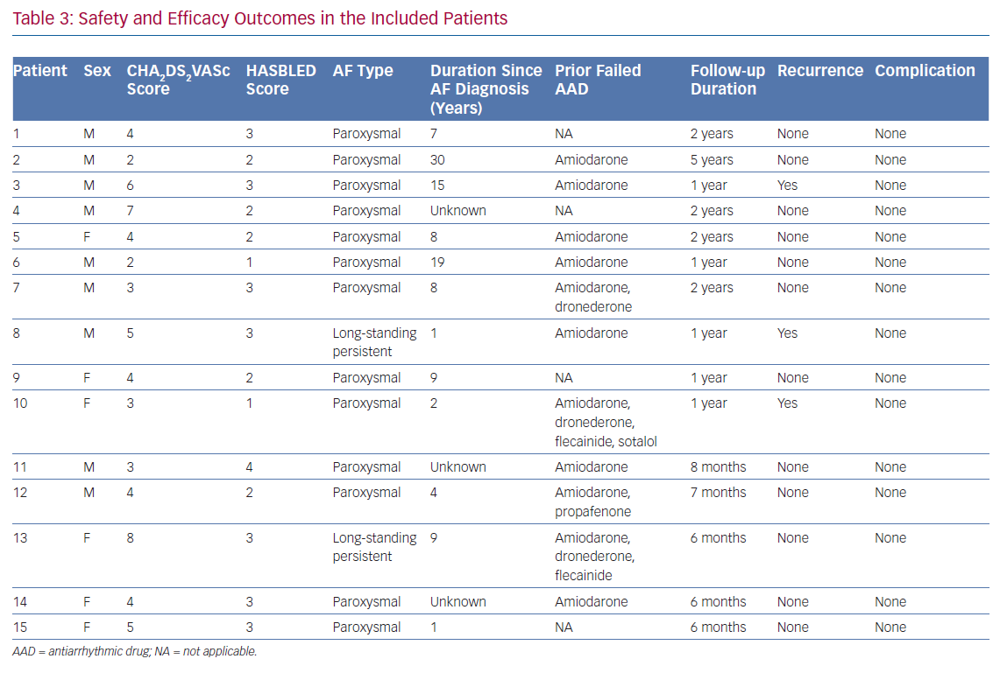 Table 3: Safety and Efficacy Outcomes in the Included Patients
Patient Sex CHA2DS2VASc Score HASBLED Score AF Type Duration Since AF Diagnosis (Years) Prior Failed AAD Follow-up Duration Recurrence Complication
1 M 4 3 Paroxysmal 7 NA 2 years None None
2 M 2 2 Paroxysmal 30 Amiodarone 5 years None None
3 M 6 3 Paroxysmal 15 Amiodarone 1 year Yes None
4 M 7 2 Paroxysmal Unknown NA 2 years None None
5 F 4 2 Paroxysmal 8 Amiodarone 2 years None None
6 M 2 1 Paroxysmal 19 Amiodarone 1 year None None
7 M 3 3 Paroxysmal 8 Amiodarone, dronederone 2 years None None
8 M 5 3 Long-standing persistent 1 Amiodarone 1 year Yes None
9 F 4 2 Paroxysmal 9 NA 1 year None None
10 F 3 1 Paroxysmal 2 Amiodarone, dronederone, flecainide, sotalol 1 year Yes None
11 M 3 4 Paroxysmal Unknown Amiodarone 8 months None None
12 M 4 2 Paroxysmal 4 Amiodarone, propafenone 7 months None None
13 F 8 3 Long-standing persistent 9 Amiodarone, dronederone, flecainide 6 months None None
14 F 4 3 Paroxysmal Unknown Amiodarone 6 months None None
15 F 5 3 Paroxysmal 1 NA 6 months None None
AAD = antiarrhythmic drug; NA = not applicable.